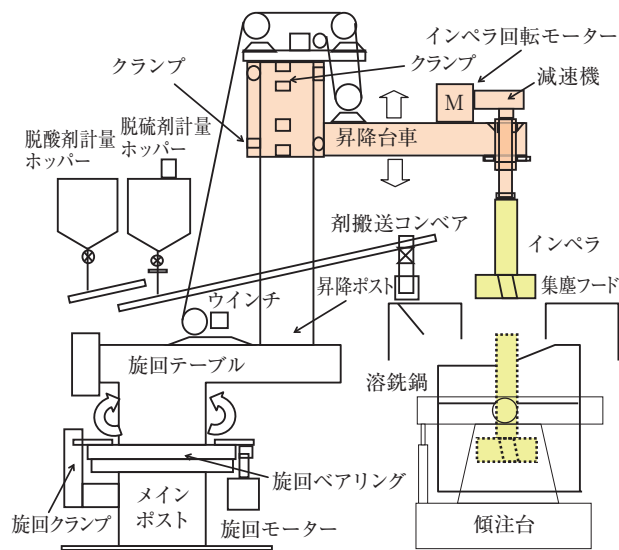 インペラ回転モーター
クランプ
クランプ
減速機
M
脱酸剤計量
ホッパー
脱硫剤計量
ホッパー
昇降台車
剤搬送コンベア
インペラ
ウインチ
昇降ポスト
集塵フード
旋回テーブル
溶銑鍋
旋回ベアリング
メイン
ポスト
旋回クランプ
旋回モーター
傾注台